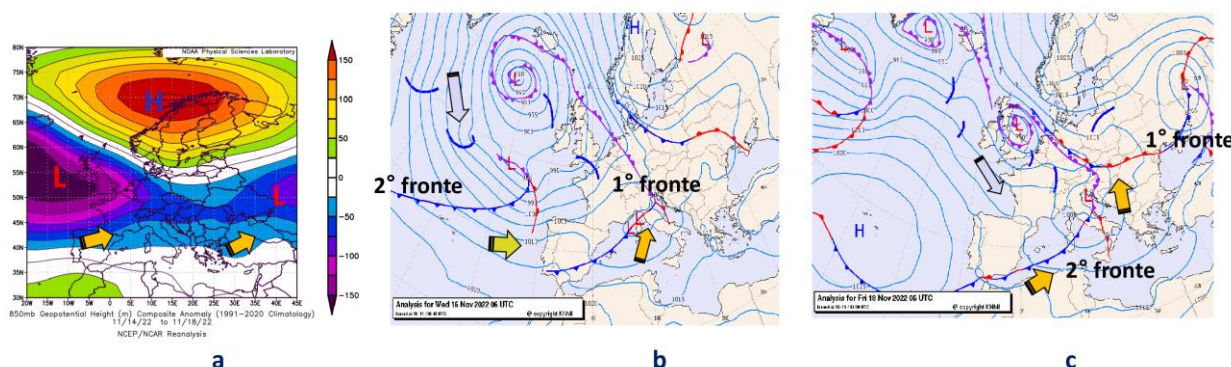 NOAA Physical Sciences Laboratory
80N
75N
70N
65N
60N
55N
50N
45N
40N
35N
30N
20W 15W 10W 5W 0 5E 10E 15E 20E 25E 30E 35E 40E 45E
150
100
50
0
-50
-100
-150
H
L
L
850mb Geopotential Height (m) Composite Anomaly (1991-2020 Climatology)
11/14/22 to 11/18/22
NCEP/NCAR Reanalysis
a
H
L
L
L
L
1025
1015
2° fronte
1° fronte
Analysis for Wed 16 Nov 2022 06 UTC
@ copyright KNMI
b
L
L
L
L
L
H
1° fronte
2° fronte
Analysis for Fri 18 Nov 2022 06 UTC
@ copyright KNMI
c